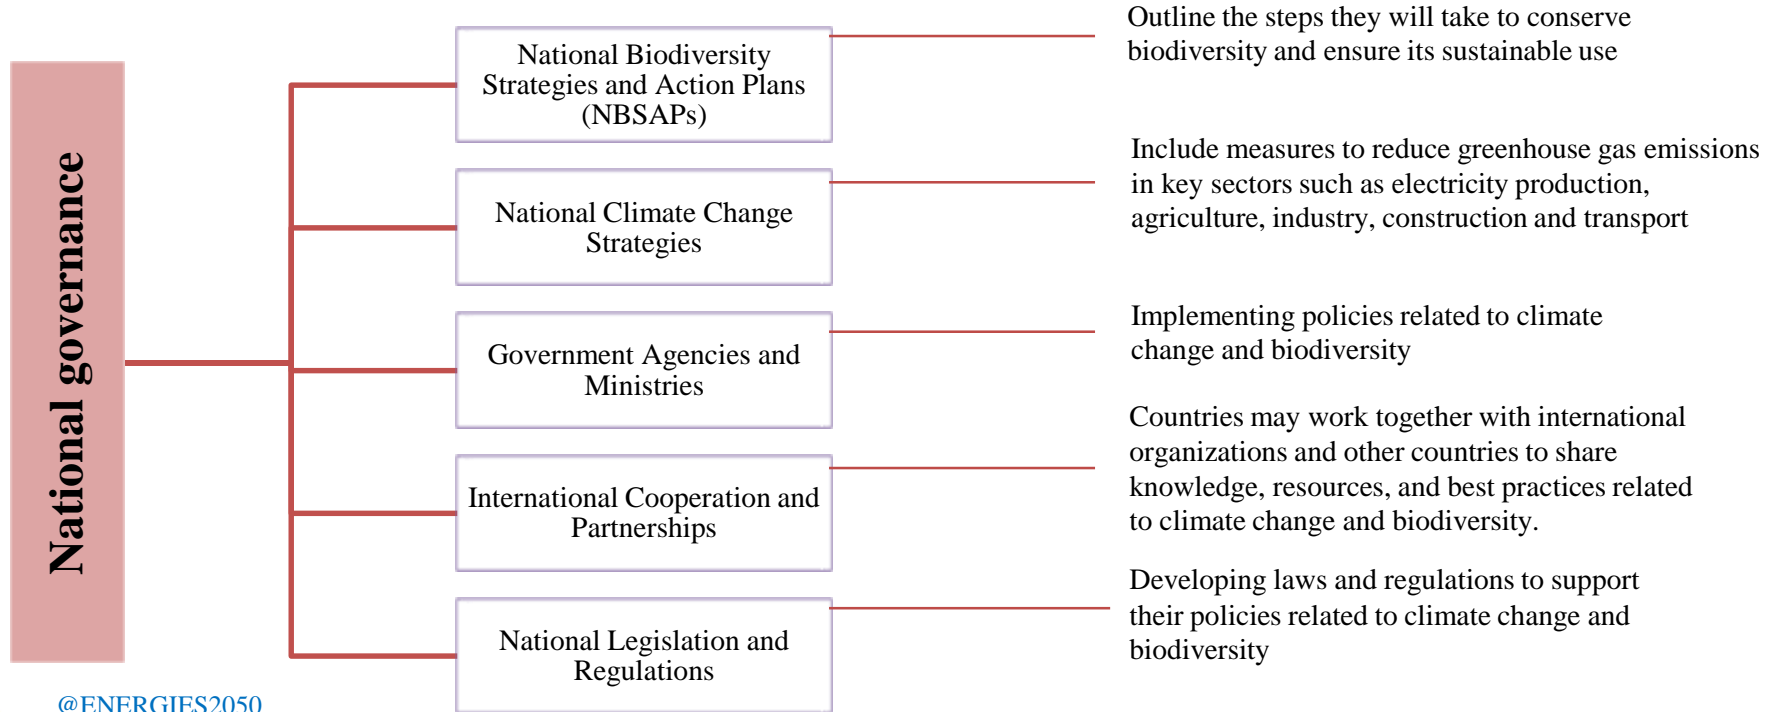 National governance
National Biodiversity
Strategies and Action Plans
(NBSAPs)
Outline the steps they will take to conserve
biodiversity and ensure its sustainable use
National Climate Change
Strategies
Include measures to reduce greenhouse gas emissions
in key sectors such as electricity production,
agriculture, industry, construction and transport
Government Agencies and
Ministries
Implementing policies related to climate
change and biodiversity
International Cooperation and
Partnerships
Countries may work together with international
organizations and other countries to share
knowledge, resources, and best practices related
to climate change and biodiversity.
National Legislation and
Regulations
Developing laws and regulations to support
their policies related to climate change and
biodiversity
@ENERGIES2050